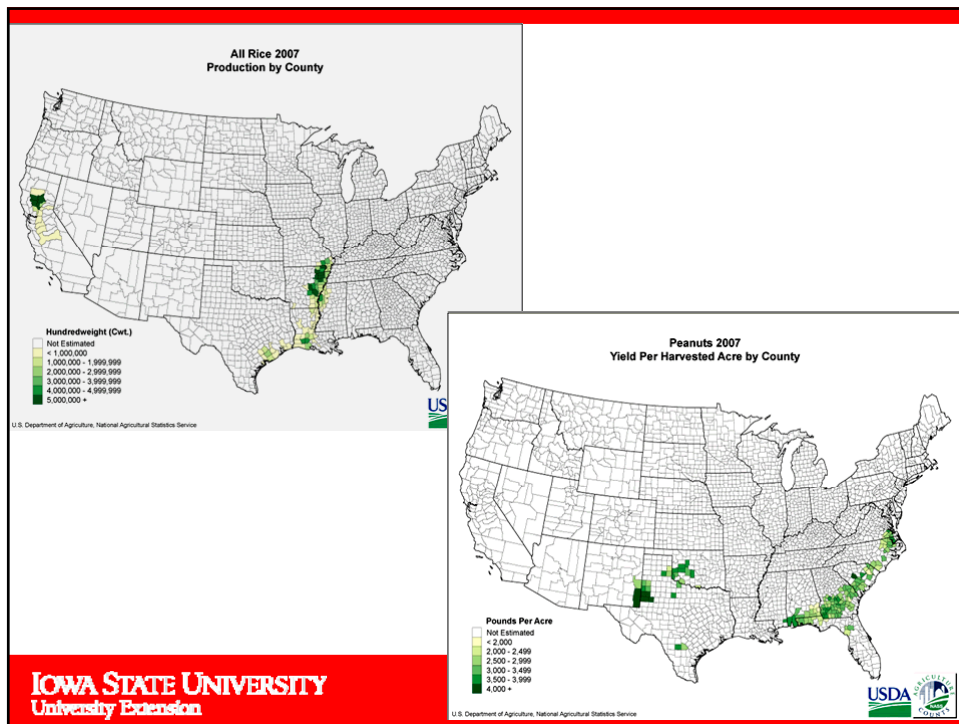 All Rice 2007
Production by County
Hundredweight (Cwt.)
Not Estimated
< 1,000,000
1,000,000 - 1,999,999
2,000,000 - 2,999,999
3,000,000 - 3,999,999
4,000,000 - 4,999,999
5,000,000 +
US
U.S. Department of Agriculture, National Agricultural Statistics Service
Peanuts 2007
Yield Per Harvested Acre by County
Pounds Per Acre
Not Estimated
< 2,000
2,000 - 2,499
2,500 - 2,999
3,000 - 3,499
3,500 - 3,999
4,000 +
USDA
AGRICULTURE
NASS
COUNTS
U.S. Department of Agriculture, National Agricultural Statistics Service
IOWA STATE UNIVERSITY
University Extension